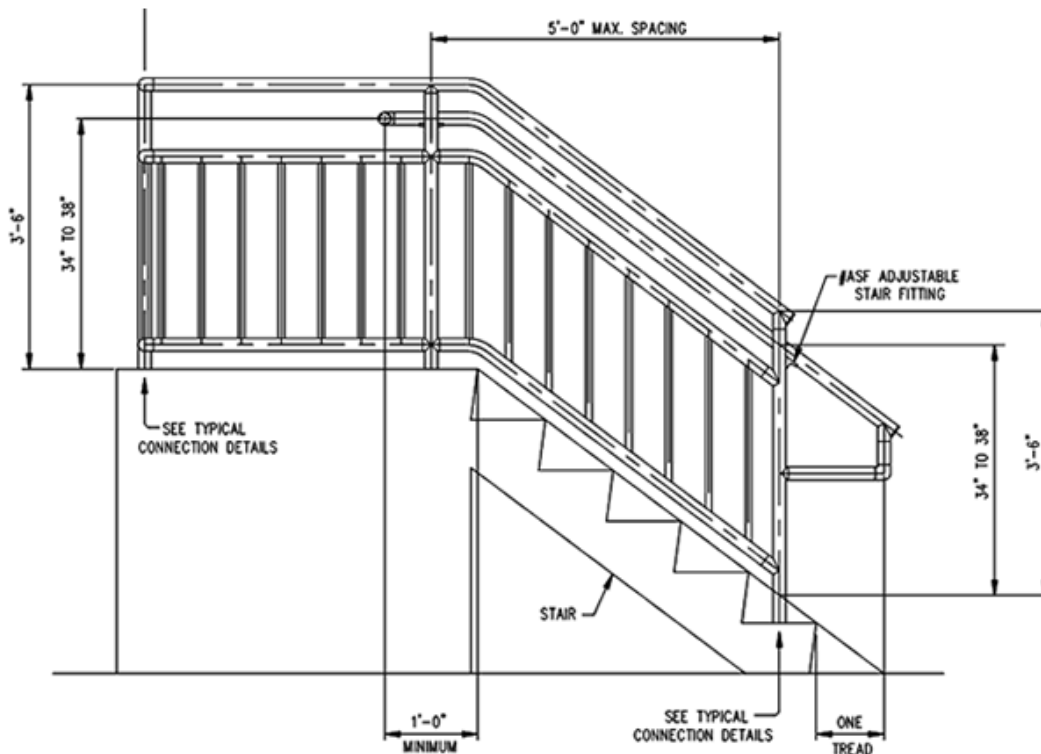 5'-0" MAX. SPACING
3'-6"
34" TO 38"
#ASF ADJUSTABLE
STAIR FITTING
SEE TYPICAL
CONNECTION DETAILS
34" TO 38"
3'-6"
STAIR
1'-0"
MINIMUM
SEE TYPICAL
CONNECTION DETAILS
ONE
TREAD